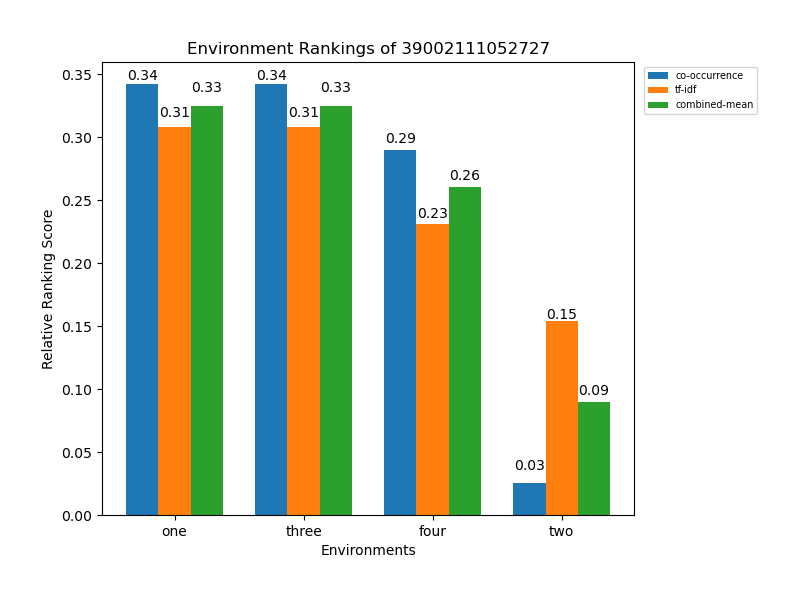 Environment Rankings of 39002111052727
co-occurrence
tf-idf
combined-mean
Relative Ranking Score
0.35
0.30
0.25
0.20
0.15
0.10
0.05
0.00
0.34
0.31
0.33
0.34
0.31
0.33
0.29
0.23
0.26
0.03
0.15
0.09
one three four two
Environments